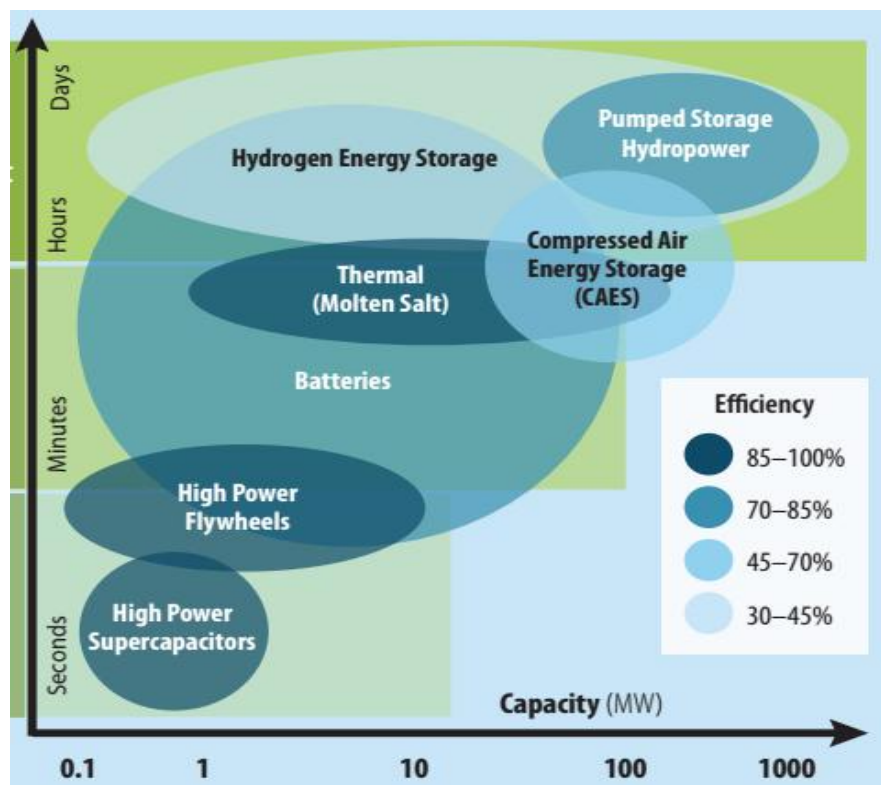 Days
Hours
Minutes
Seconds
Hydrogen Energy Storage
Pumped Storage
Hydropower
Compressed Air
Energy Storage
(CAES)
Thermal
(Molten Salt)
Batteries
High Power
Flywheels
High Power
Supercapacitors
Efficiency
85–100%
70–85%
45–70%
30–45%
Capacity (MW)
0.1 1 10 100 1000